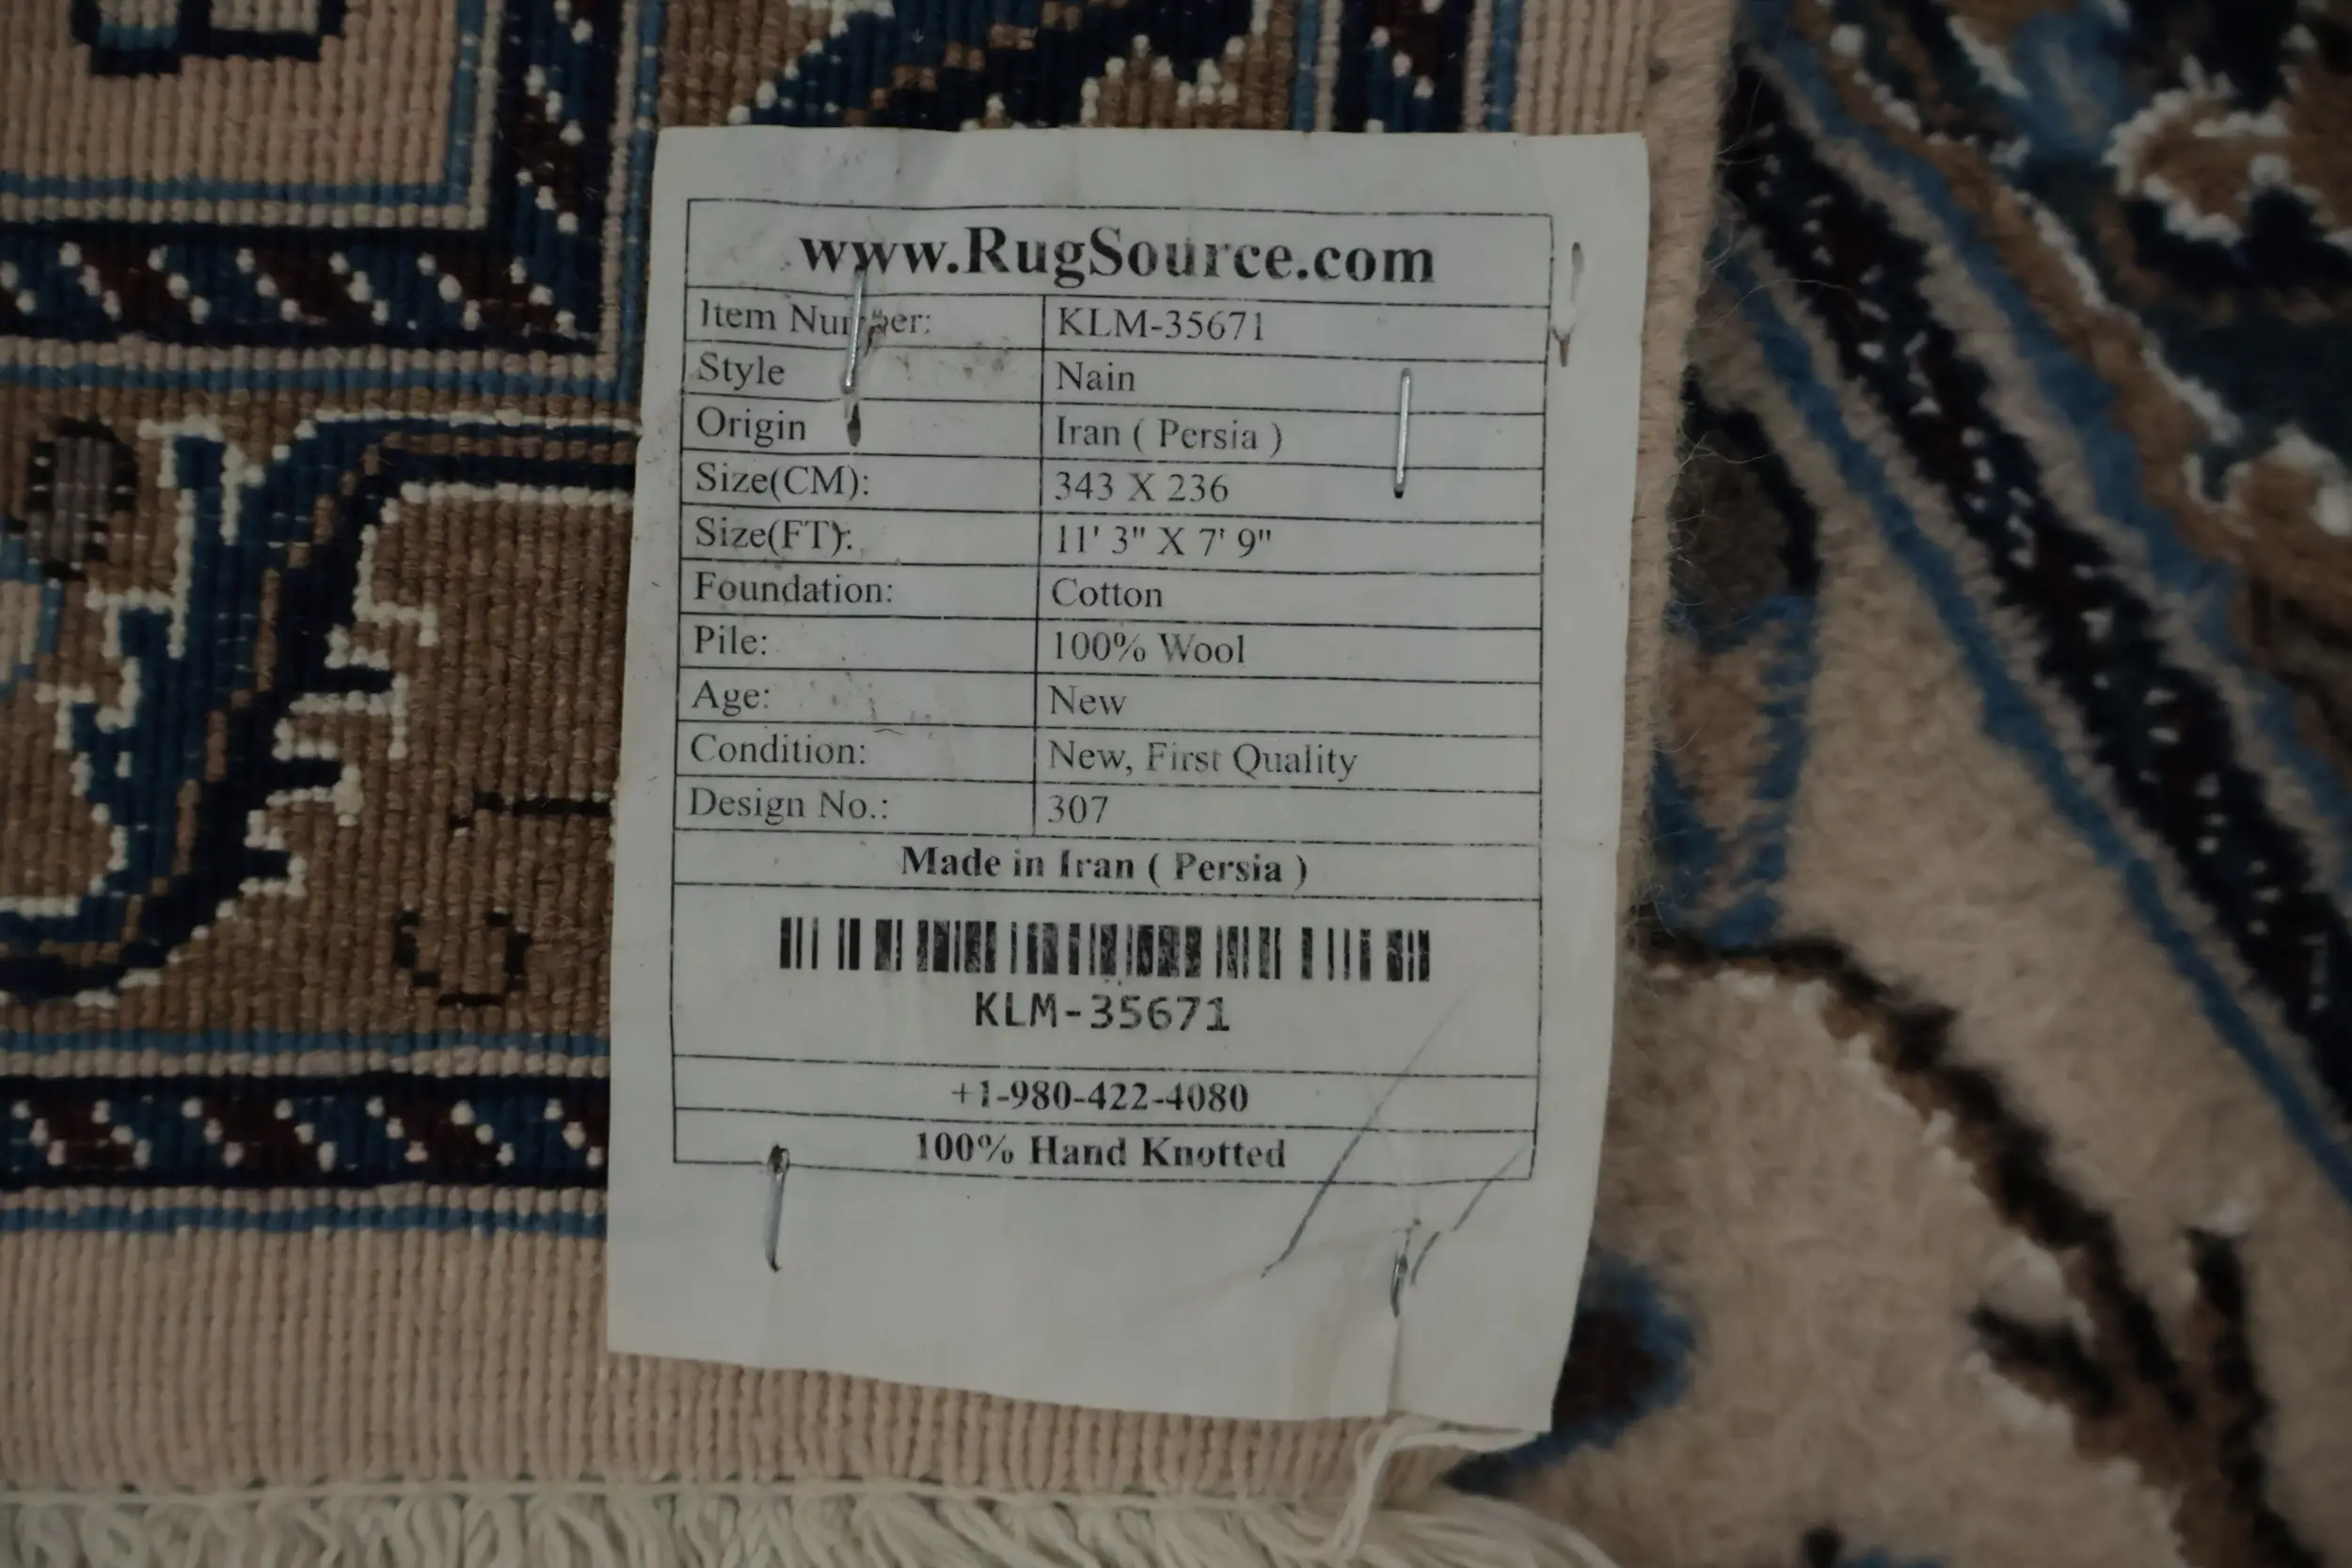 www.RugSource.com
Item Number: KLM-35671
Style Nain
Origin Iran ( Persia )
Size(CM): 343 X 236
Size(FT): 11' 3" X 7' 9"
Foundation: Cotton
Pile: 100% Wool
Age: New
Condition: New, First Quality
Design No.: 307
Made in Iran ( Persia )
KLM-35671
+1-980-422-4080
100% Hand Knotted